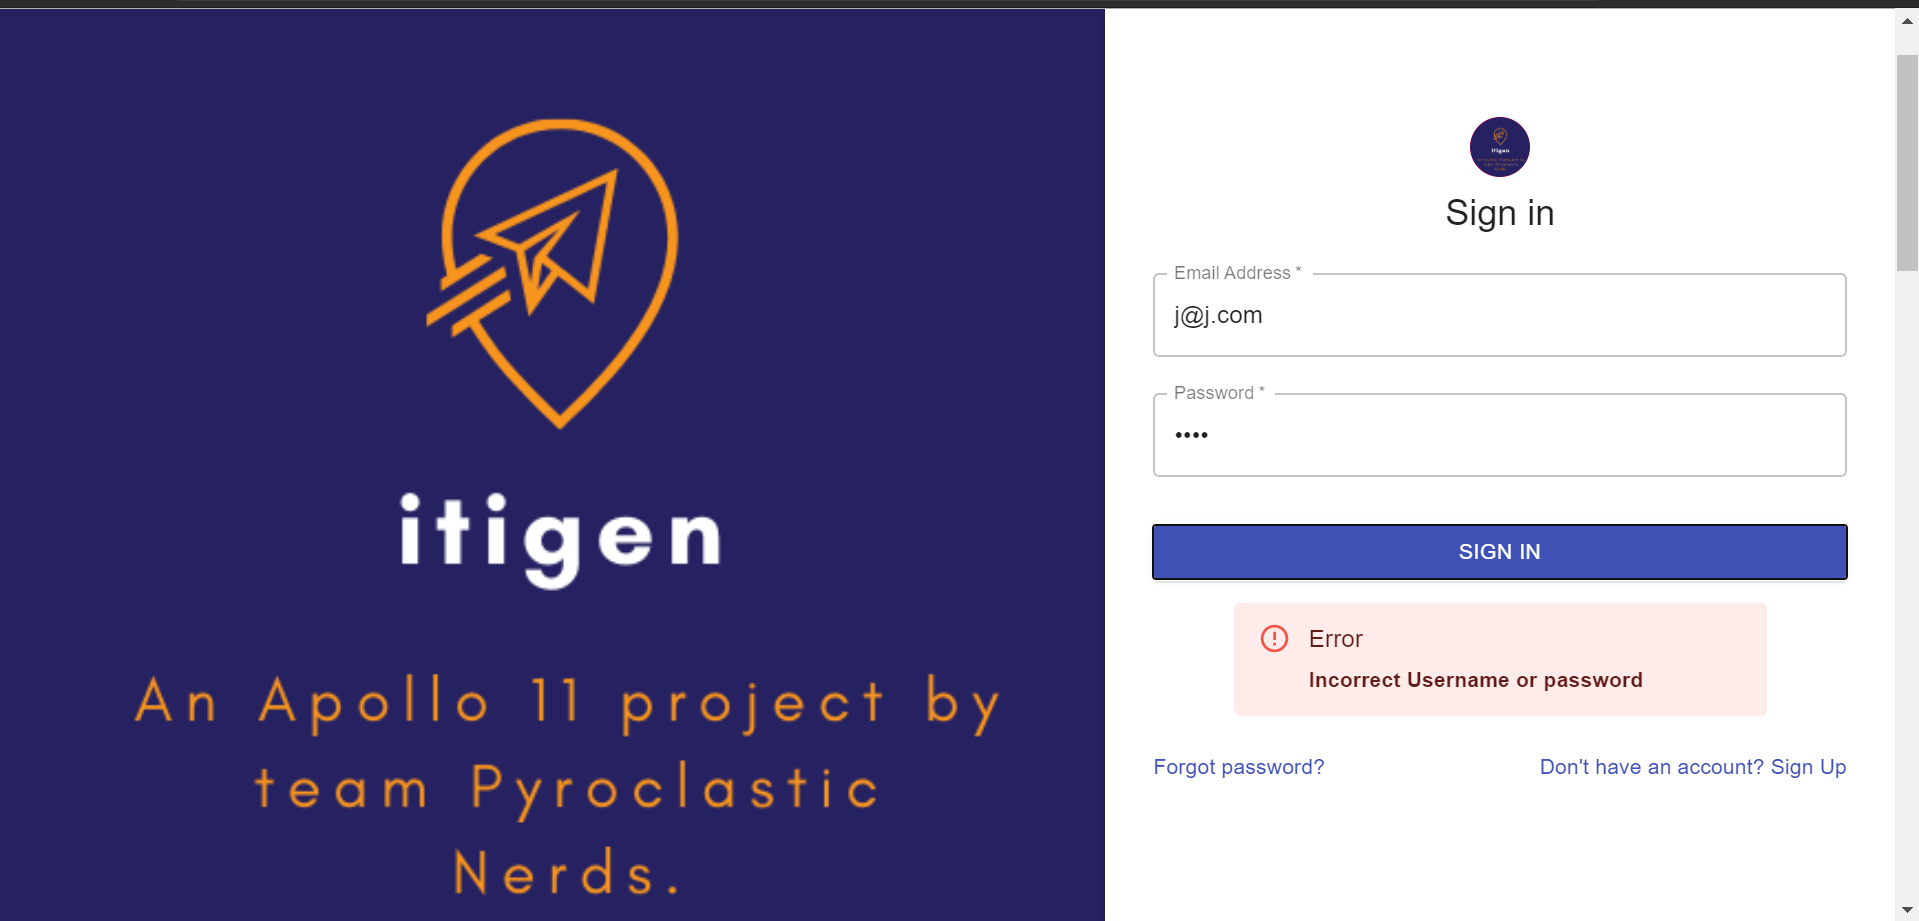 itigen
An Apollo 11 project by
team Pyroclastic
Nerds.
itigen
Sign in
Email Address *
j@j.com
Password *
••••
SIGN IN
Error
Incorrect Username or password
Forgot password?
Don't have an account? Sign Up